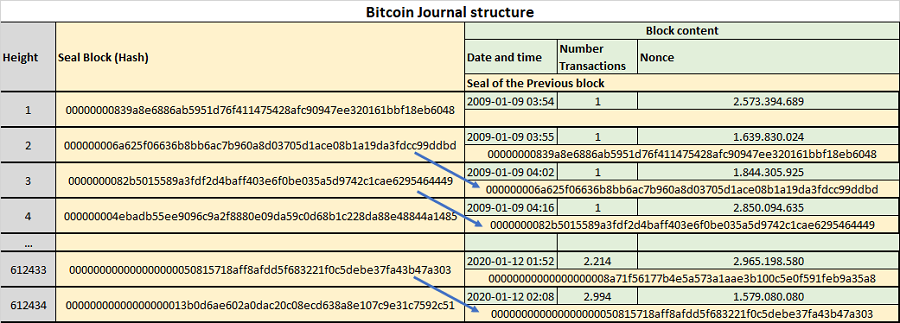 Bitcoin Journal structure
Block content
Height Seal Block (Hash) Date and time Number Transactions Nonce
Seal of the Previous block
1 00000000839a8e6886ab5951d76f411475428afc90947ee320161bbf18eb6048 2009-01-09 03:54 1 2.573.394.689
2 000000006a625f06636b8bb6ac7b960a8d03705d1ace08b1a19da3fdcc99ddbd 2009-01-09 03:55 1 1.639.830.024
00000000839a8e6886ab5951d76f411475428afc90947ee320161bbf18eb6048
3 0000000082b5015589a3fdf2d4baff403e6f0be035a5d9742c1cae6295464449 2009-01-09 04:02 1 1.844.305.925
000000006a625f06636b8bb6ac7b960a8d03705d1ace08b1a19da3fdcc99ddbd
4 000000004ebadb55ee9096c9a2f8880e09da59c0d68b1c228da88e48844a1485 2009-01-09 04:16 1 2.850.094.635
0000000082b5015589a3fdf2d4baff403e6f0be035a5d9742c1cae6295464449
...
612433 00000000000000000000050815718aff8afdd5f683221f0c5debe37fa43b47a303 2020-01-12 01:52 2.214 2.965.198.580
00000000000000000008a71f56177b4e5a573a1aae3b100c5e0f591feb9a35a8
612434 00000000000000000013b0d6ae602a0dac20c08ecd638a8e107c9e31c7592c51 2020-01-12 02:08 2.994 1.579.080.080
00000000000000000000050815718aff8afdd5f683221f0c5debe37fa43b47a303